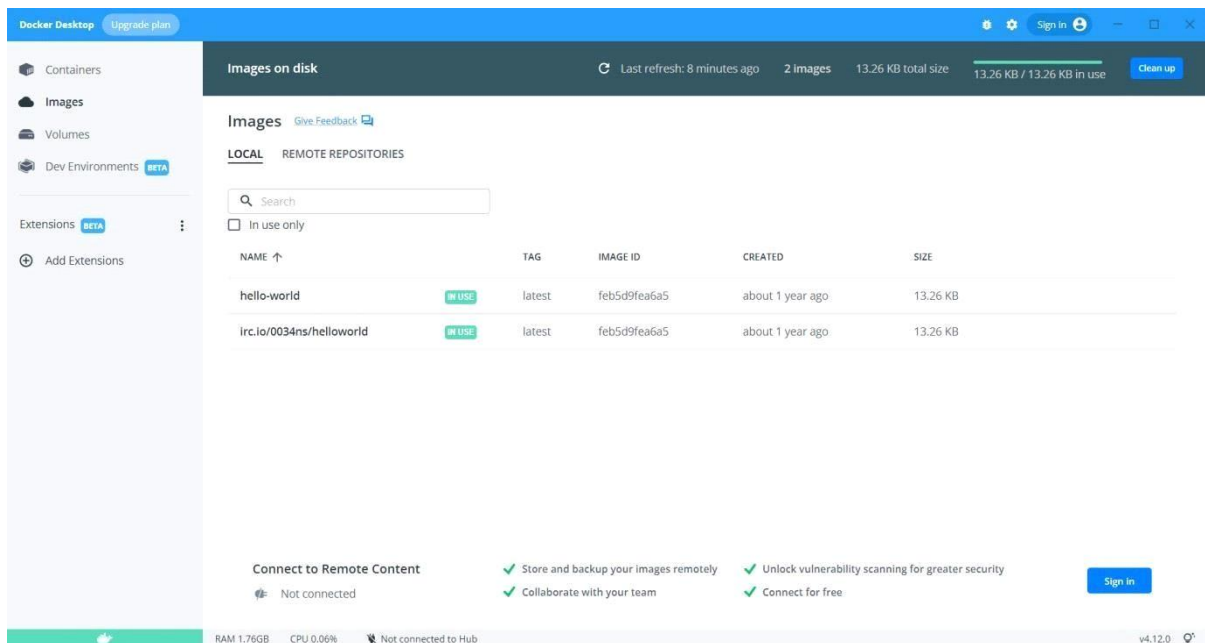 Docker Desktop Upgrade plan Sign in
Containers
Images
Volumes
Dev Environments BETA
Extensions BETA
Add Extensions
Images on disk Last refresh: 8 minutes ago 2 images 13.26 KB total size 13.26 KB / 13.26 KB in use Clean up
Images Give Feedback
LOCAL REMOTE REPOSITORIES
Search
In use only
NAME TAG IMAGE ID CREATED SIZE
hello-world IN USE latest feb5d9fea6a5 about 1 year ago 13.26 KB
irc.io/0034ns/helloworld IN USE latest feb5d9fea6a5 about 1 year ago 13.26 KB
Connect to Remote Content
Not connected
Store and backup your images remotely
Collaborate with your team
Unlock vulnerability scanning for greater security
Connect for free
Sign in
RAM 1.76GB CPU 0.06% Not connected to Hub v4.12.0